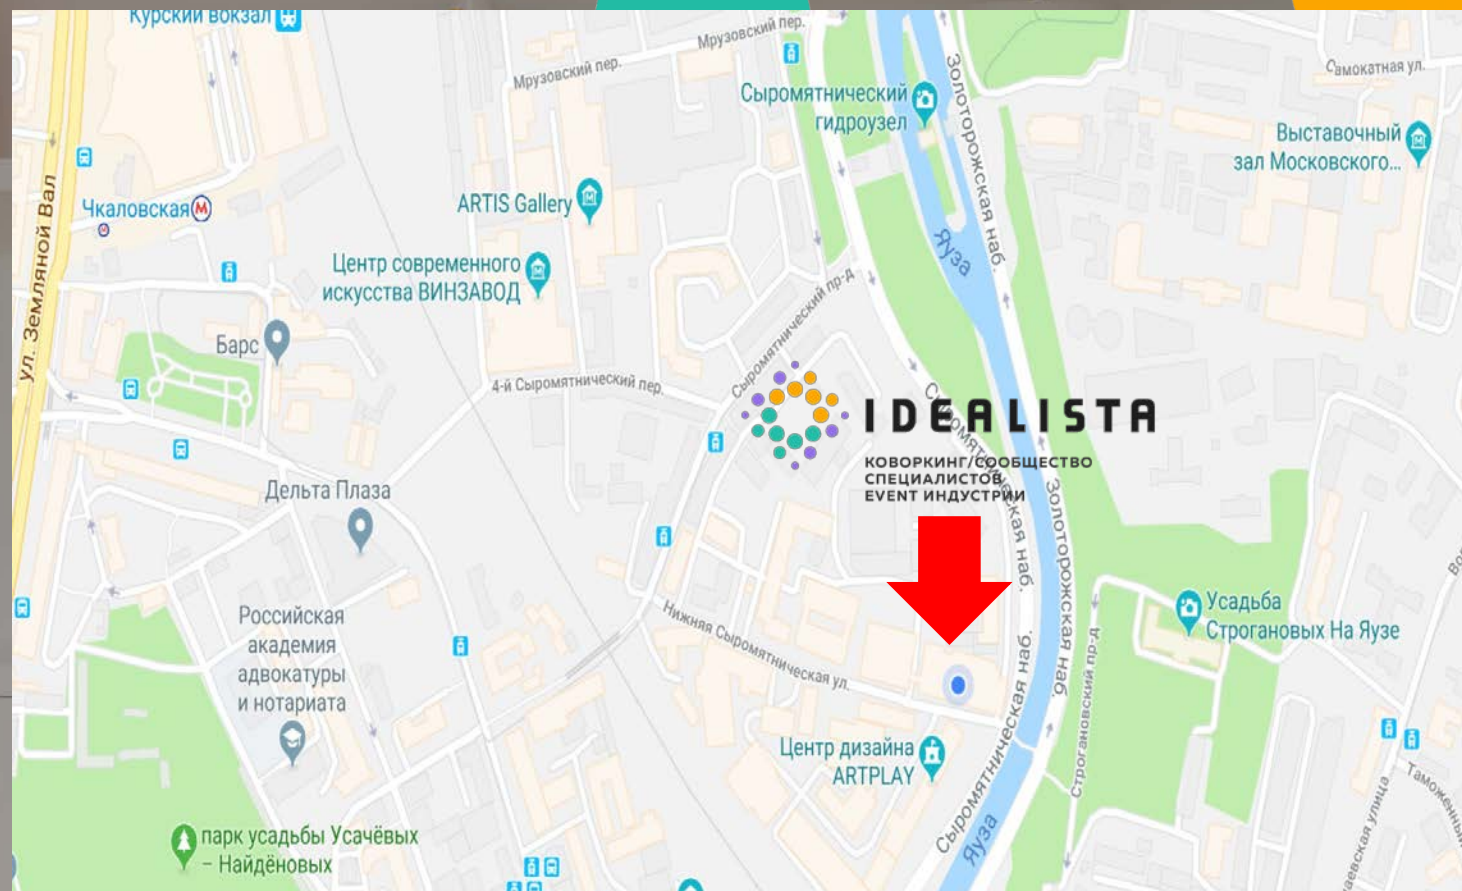 Курский вокзал
Мрузовский пер.
Мрузовский пер.
Золоторожская наб.
Самокатная ул.
Сыромятнический
гидроузел
Выставочный
зал Московского...
ул. Земляной Вал
Чкаловская М
ARTIS Gallery
Яуза
Центр современного
искусства ВИНЗАВОД
Сыромятнический пр-д
Барс
4-й Сыромятнический пер.
IDEALISTA
КОВОРКИНГ/СООБЩЕСТВО
СПЕЦИАЛИСТОВ
EVENT ИНДУСТРИИ
Сыромятническая наб.
Золоторожская наб.
Дельта Плаза
Усадьба
Строгановых На Яузе
Российская
академия
адвокатуры
и нотариата
Нижняя Сыромятническая ул.
Строгановский пр-д
Центр дизайна
ARTPLAY
Сыромятническая наб.
Яуза
парк усадьбы Усачёвых
– Найдёновых